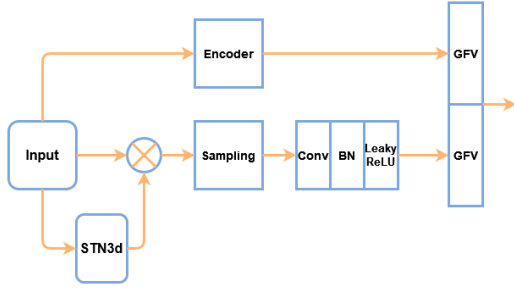 Encoder
GFV
Input
Sampling
Conv
BN
Leaky
ReLU
GFV
STN3d